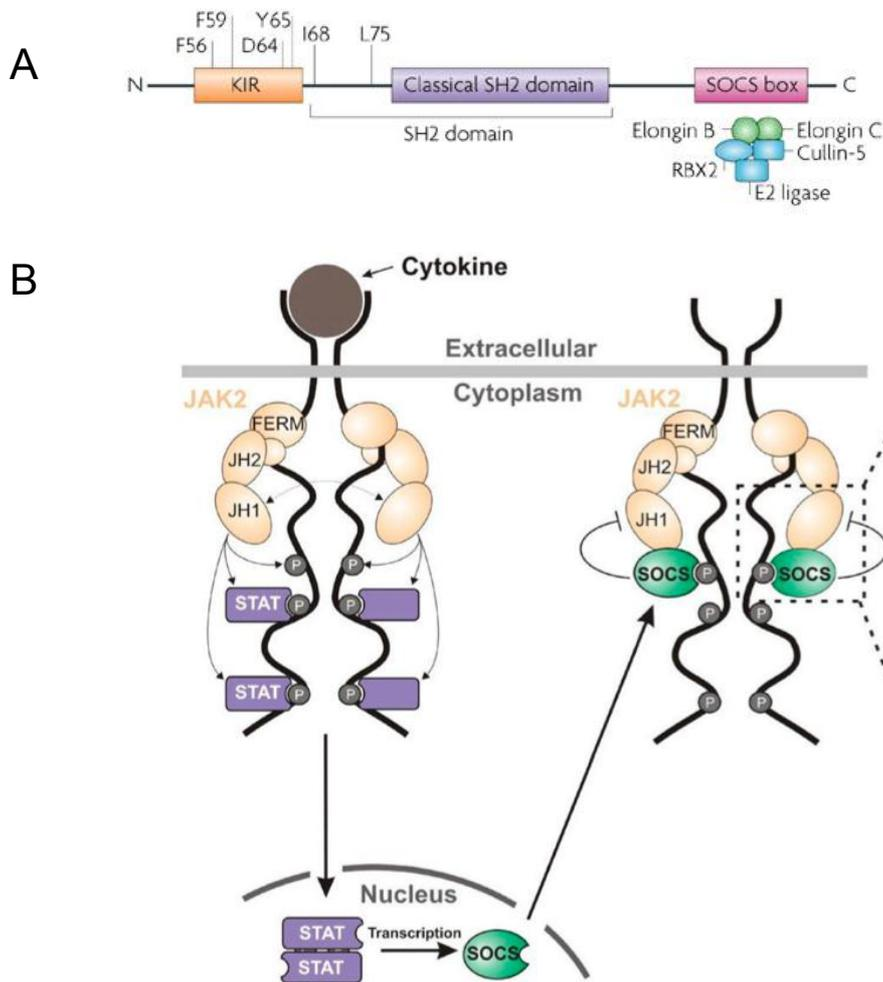 A
F59 Y65
F56 D64 I68 L75
N KIR Classical SH2 domain SOCS box C
SH2 domain
Elongin B Elongin C
Cullin-5
RBX2
E2 ligase
B
Cytokine
Extracellular
Cytoplasm
JAK2 JAK2
FERM FERM
JH2 JH2
JH1 JH1
P P
SOCS P P SOCS
STAT P P
P P
STAT P P
P P
Nucleus
STAT Transcription SOCS
STAT